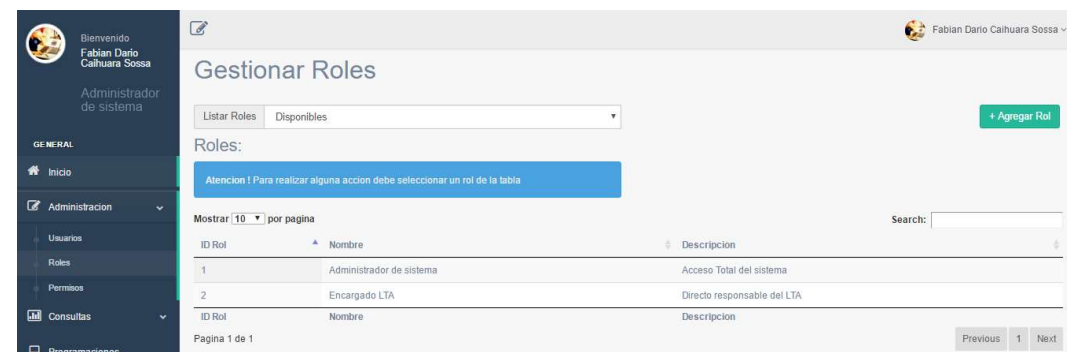 Bienvenido
Fabian Dario
Caihuara Sossa
Administrador
de sistema
GENERAL
Inicio
Administracion
Usuarios
Roles
Permisos
Consultas
Programaciones
Fabian Dario Caihuara Sossa
Gestionar Roles
Listar Roles Disponibles
+ Agregar Rol
Roles:
Atencion ! Para realizar alguna accion debe seleccionar un rol de la tabla
Mostrar 10 por pagina
Search:
ID Rol Nombre Descripcion
1 Administrador de sistema Acceso Total del sistema
2 Encargado LTA Directo responsable del LTA
ID Rol Nombre Descripcion
Pagina 1 de 1
Previous 1 Next